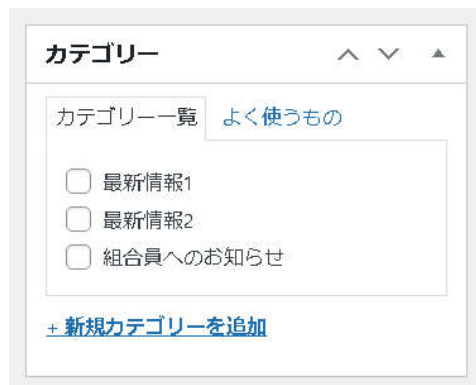 カテゴリー
カテゴリー一覧 よく使うもの
最新情報1
最新情報2
組合員へのお知らせ
+ 新規カテゴリーを追加